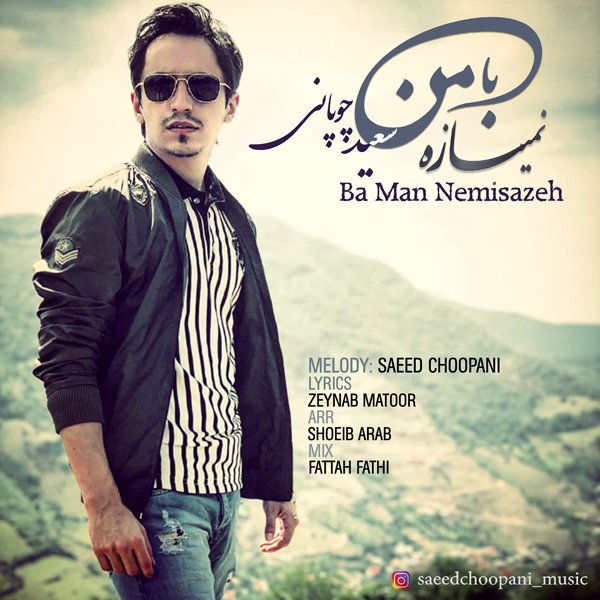 با من
نمیسازه
سعید چوپانی
Ba Man Nemisazeh
MELODY: SAEED CHOOPANI
LYRICS
ZEYNAB MATOOR
ARR
SHOEIB ARAB
MIX
FATTAH FATHI
saeedchoopani_music